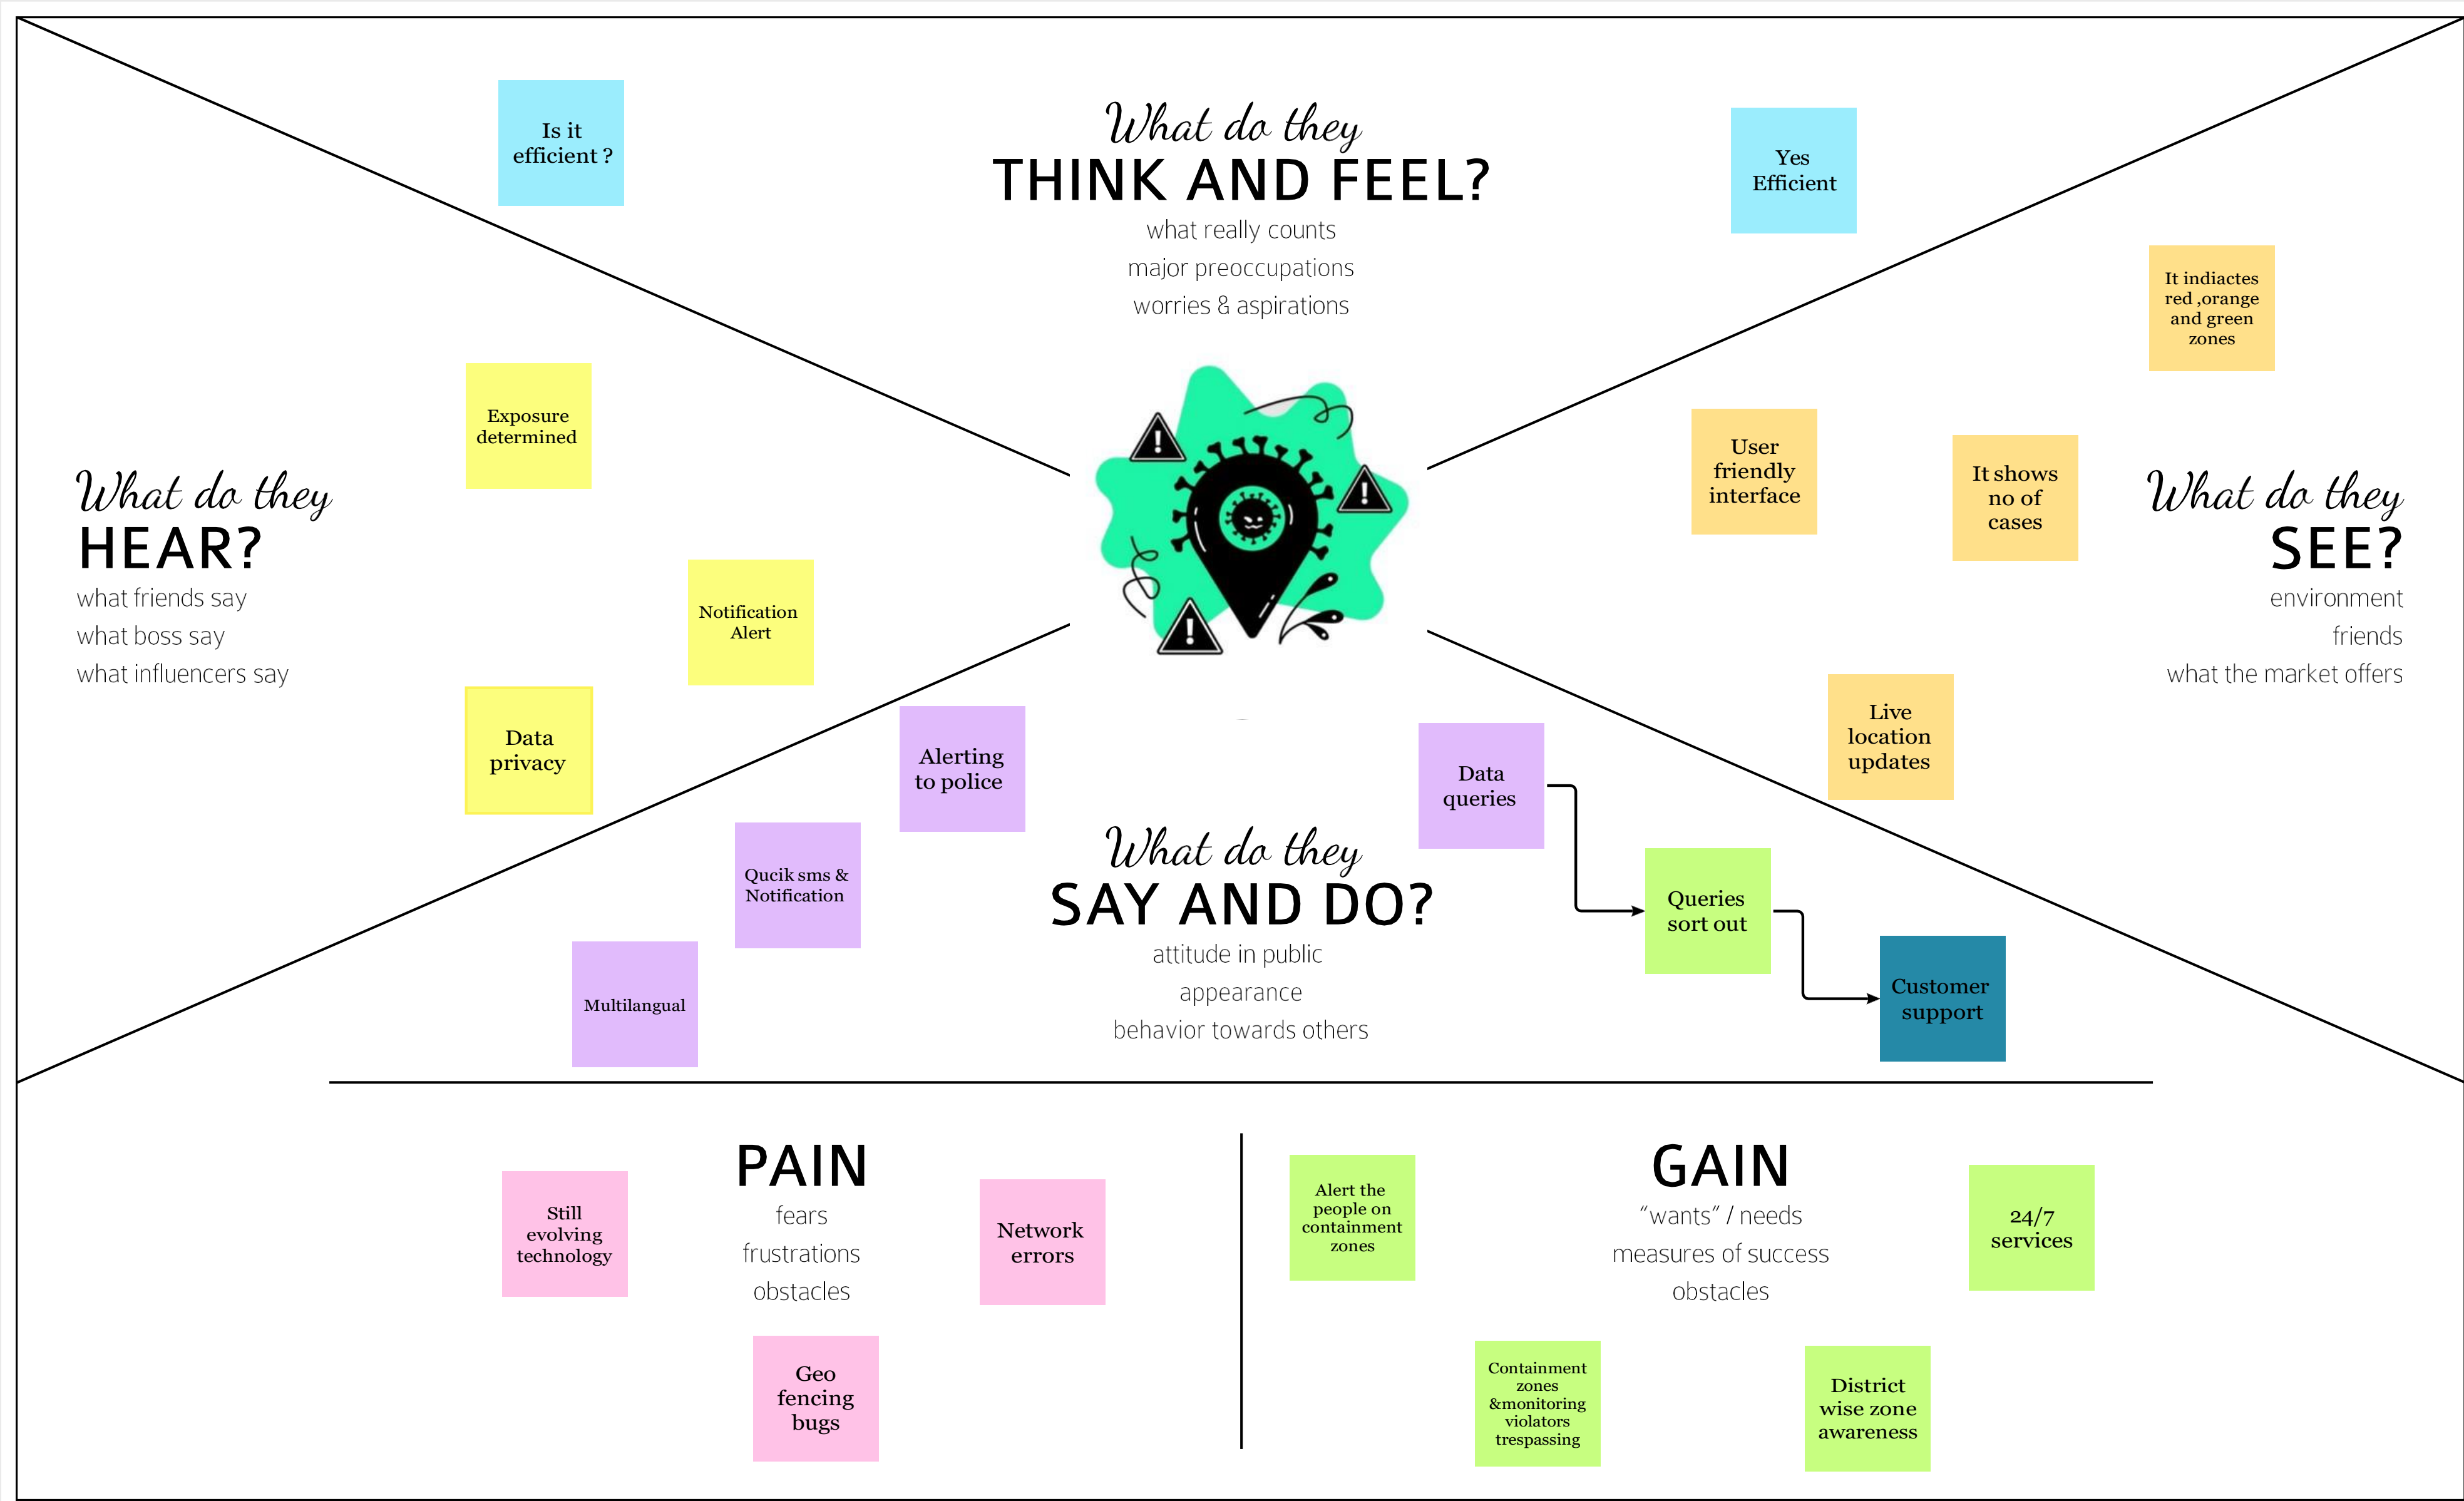 Is it
efficient ?
What do they
THINK AND FEEL?
what really counts
major preoccupations
worries & aspirations
Yes
Efficient
Exposure
determined
What do they
HEAR?
what friends say
what boss say
what influencers say
Notification
Alert
Data
privacy
It indiactes
red ,orange
and green
zones
User
friendly
interface
It shows
no of
cases
What do they
SEE?
environment
friends
what the market offers
Live
location
updates
Alerting
to police
Qucik sms &
Notification
Multilangual
What do they
SAY AND DO?
attitude in public
appearance
behavior towards others
Data
queries
Queries
sort out
Customer
support
PAIN
fears
frustrations
obstacles
Still
evolving
technology
Network
errors
Geo
fencing
bugs
GAIN
“wants” / needs
measures of success
obstacles
Alert the
people on
containment
zones
24/7
services
Containment
zones
&monitoring
violators
trespassing
District
wise zone
awareness